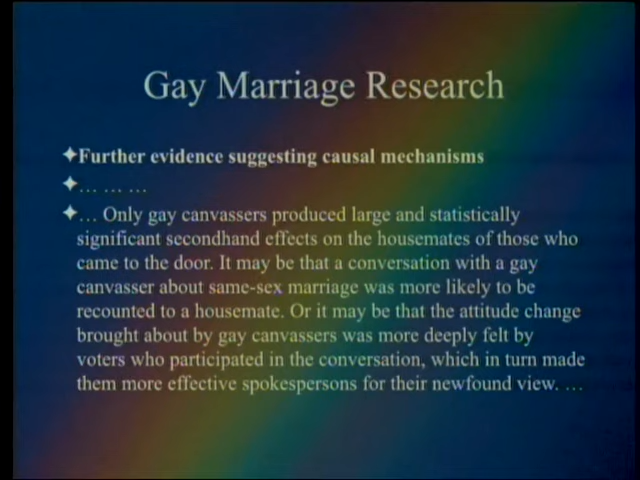 Gay Marriage Research
✦Further evidence suggesting causal mechanisms
✦… … …
✦… Only gay canvassers produced large and statistically
significant secondhand effects on the housemates of those who
came to the door. It may be that a conversation with a gay
canvasser about same-sex marriage was more likely to be
recounted to a housemate. Or it may be that the attitude change
brought about by gay canvassers was more deeply felt by
voters who participated in the conversation, which in turn made
them more effective spokespersons for their newfound view. …